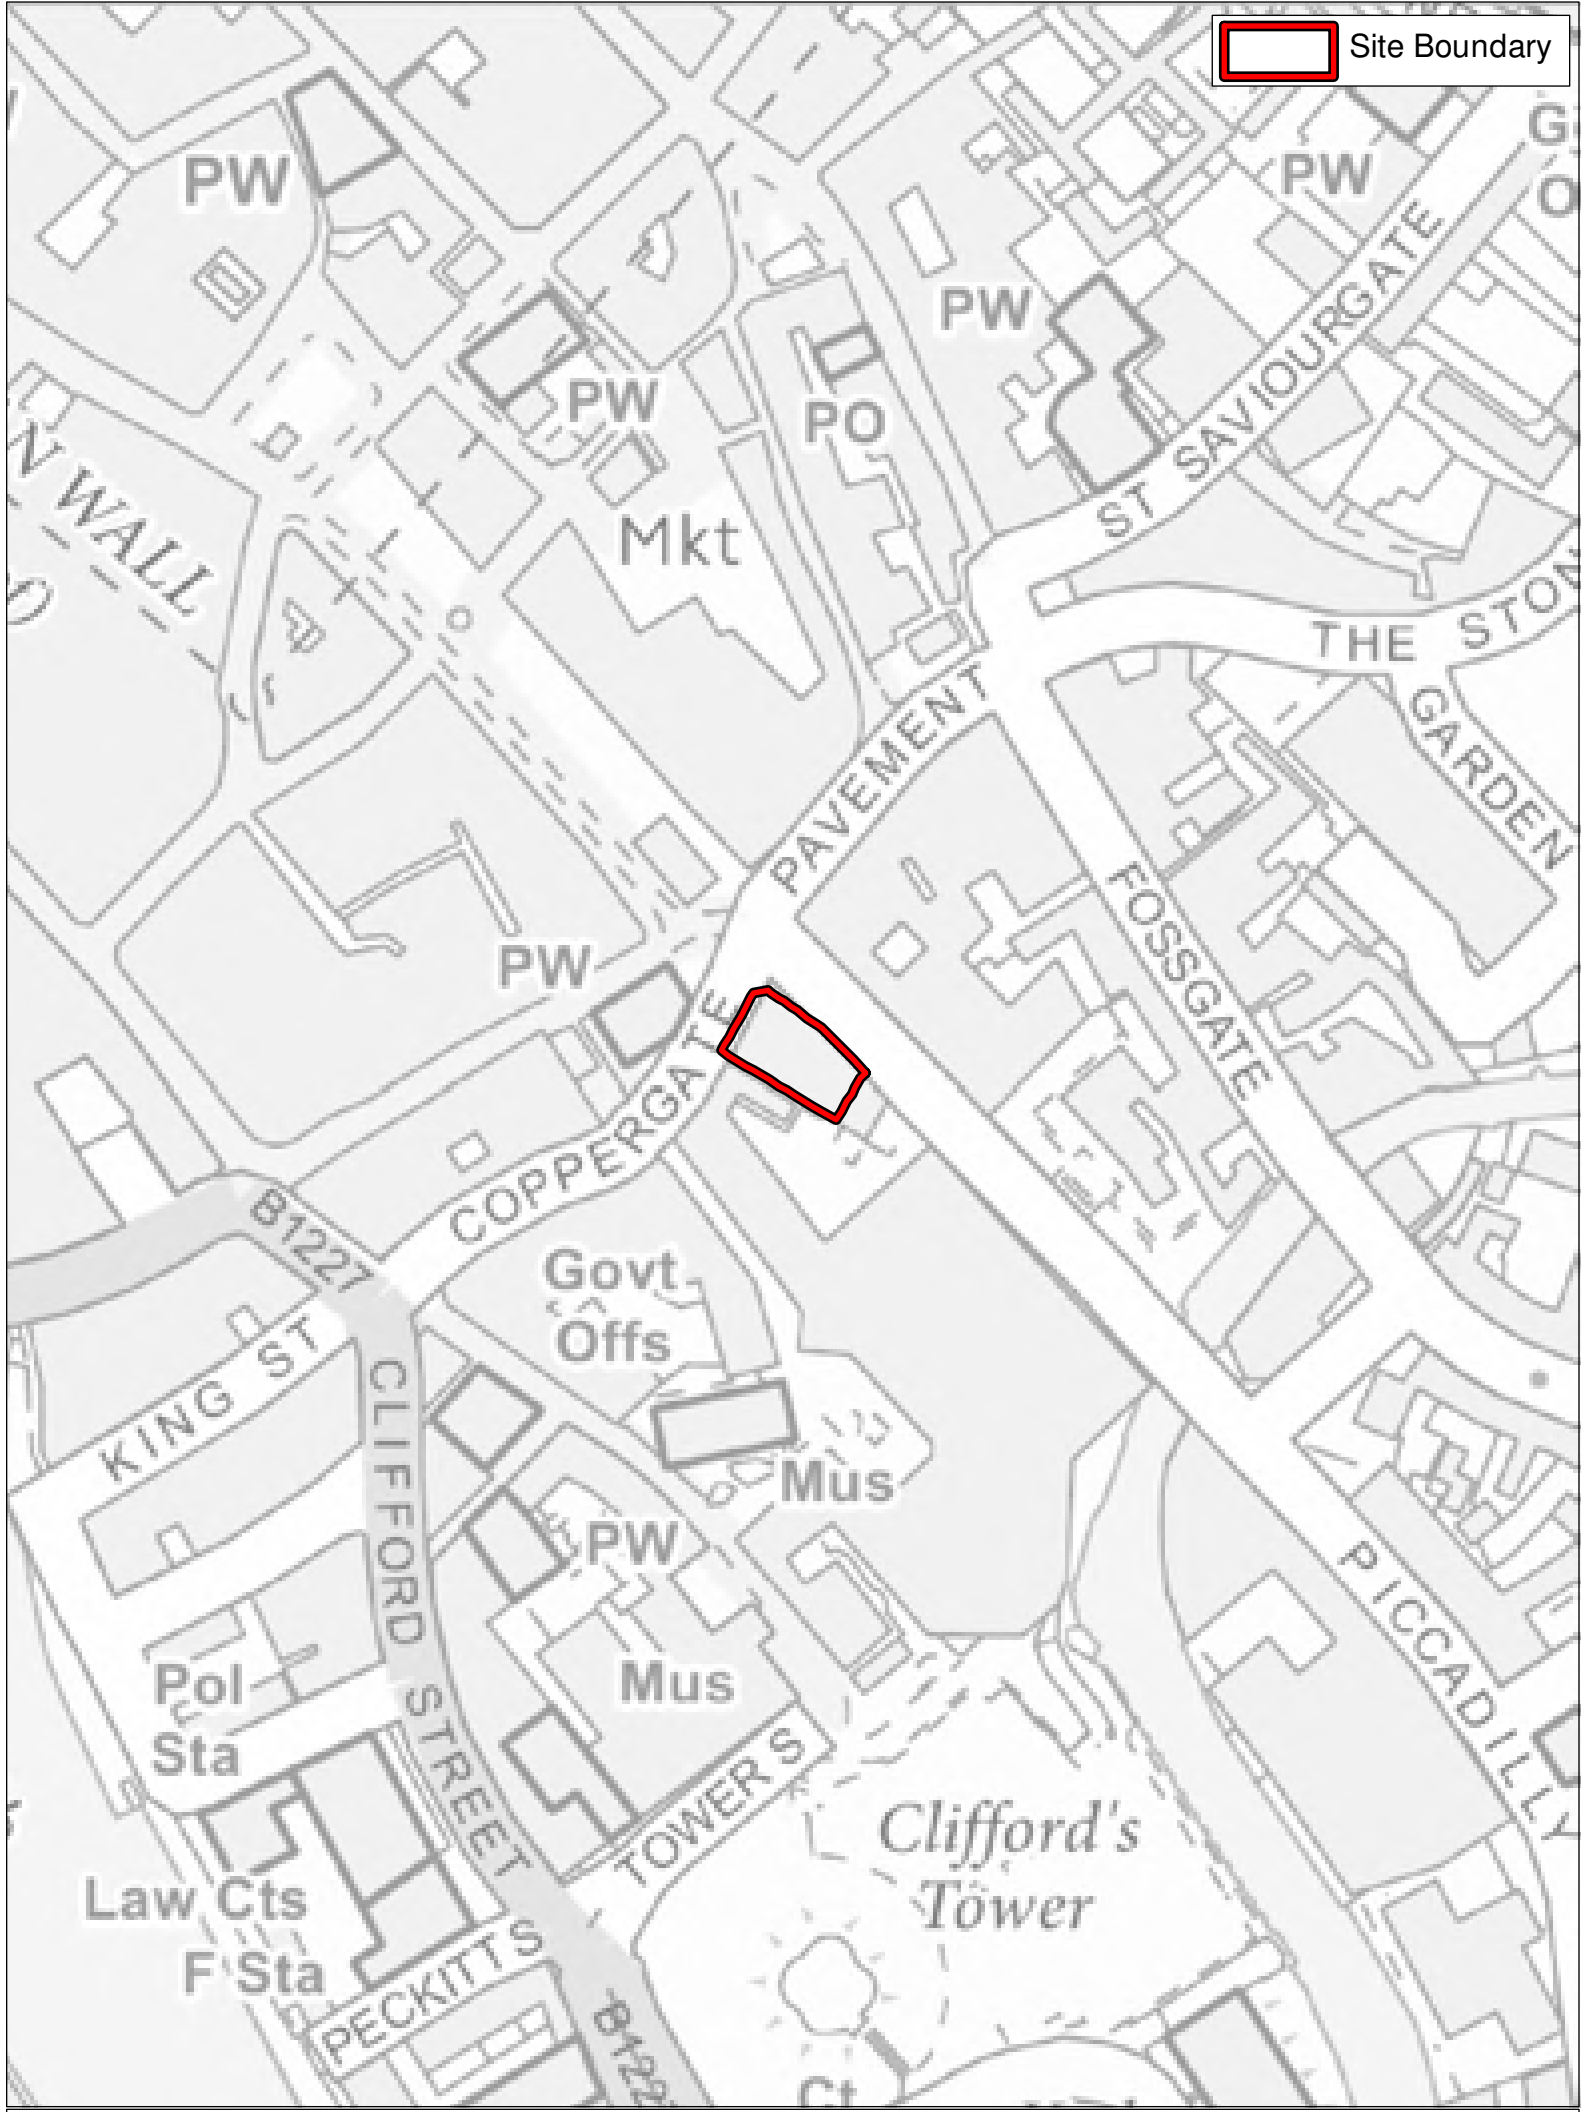 Site Boundary
PW
PW
PW
PW
PO
ST SAVIOURGATE
N WALL
Mkt
THE STON
GARDEN
PAVEMENT
FOSSGATE
PW
COPPERGATE
B1227
Govt
Offs
KING ST
CLIFFORD STREET
Mus
PW
PICCADILLY
Pol
Sta
Mus
TOWER S
Clifford's
Tower
Law Cts
F Sta
PECKITT S
B122
Ct